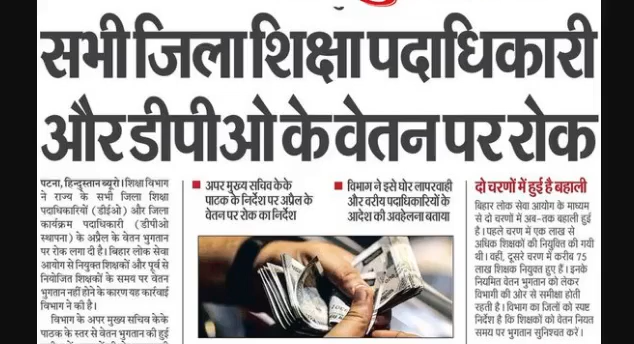 सभी जिला शिक्षा पदाधिकारी
और डीपीओ के वेतन पर रोक
पटना, हिन्दुस्तान ब्यूरो। शिक्षा विभाग
ने राज्य के सभी जिला शिक्षा
पदाधिकारियों (डीईओ) और जिला
कार्यक्रम पदाधिकारी (डीपीओ
स्थापना) के अप्रैल के वेतन भुगतान
पर रोक लगा दी है। बिहार लोक सेवा
आयोग से नियुक्त शिक्षकों और पूर्व से
नियोजित शिक्षकों के समय पर वेतन
भुगतान नहीं होने के कारण यह कार्रवाई
विभाग ने की है।
विभाग के अपर मुख्य सचिव केके
पाठक के स्तर से वेतन भुगतान की हुई
अपर मुख्य सचिव केके
पाठक के निर्देश पर अप्रैल के
वेतन पर रोक का निर्देश
विभाग ने इसे घोर लापरवाही
और वरीय पदाधिकारियों के
आदेश की अवहेलना बताया
दो चरणों में हुई है बहाली
बिहार लोक सेवा आयोग के माध्यम
से दो चरणों में अब-तक बहाली हुई
है। पहले चरण में एक लाख से
अधिक शिक्षकों की नियुक्ति की गयी
थी। वहीं, दूसरे चरण में करीब 75
लाख शिक्षक नियुक्त हुए हैं। इनके
नियमित वेतन भुगतान को लेकर
विभागी की ओर से समीक्षा होती
रहती है। विभाग का जिलों को स्पष्ट
निर्देश है कि शिक्षकों को वेतन नियत
समय पर भुगतान सुनिश्चत करें।